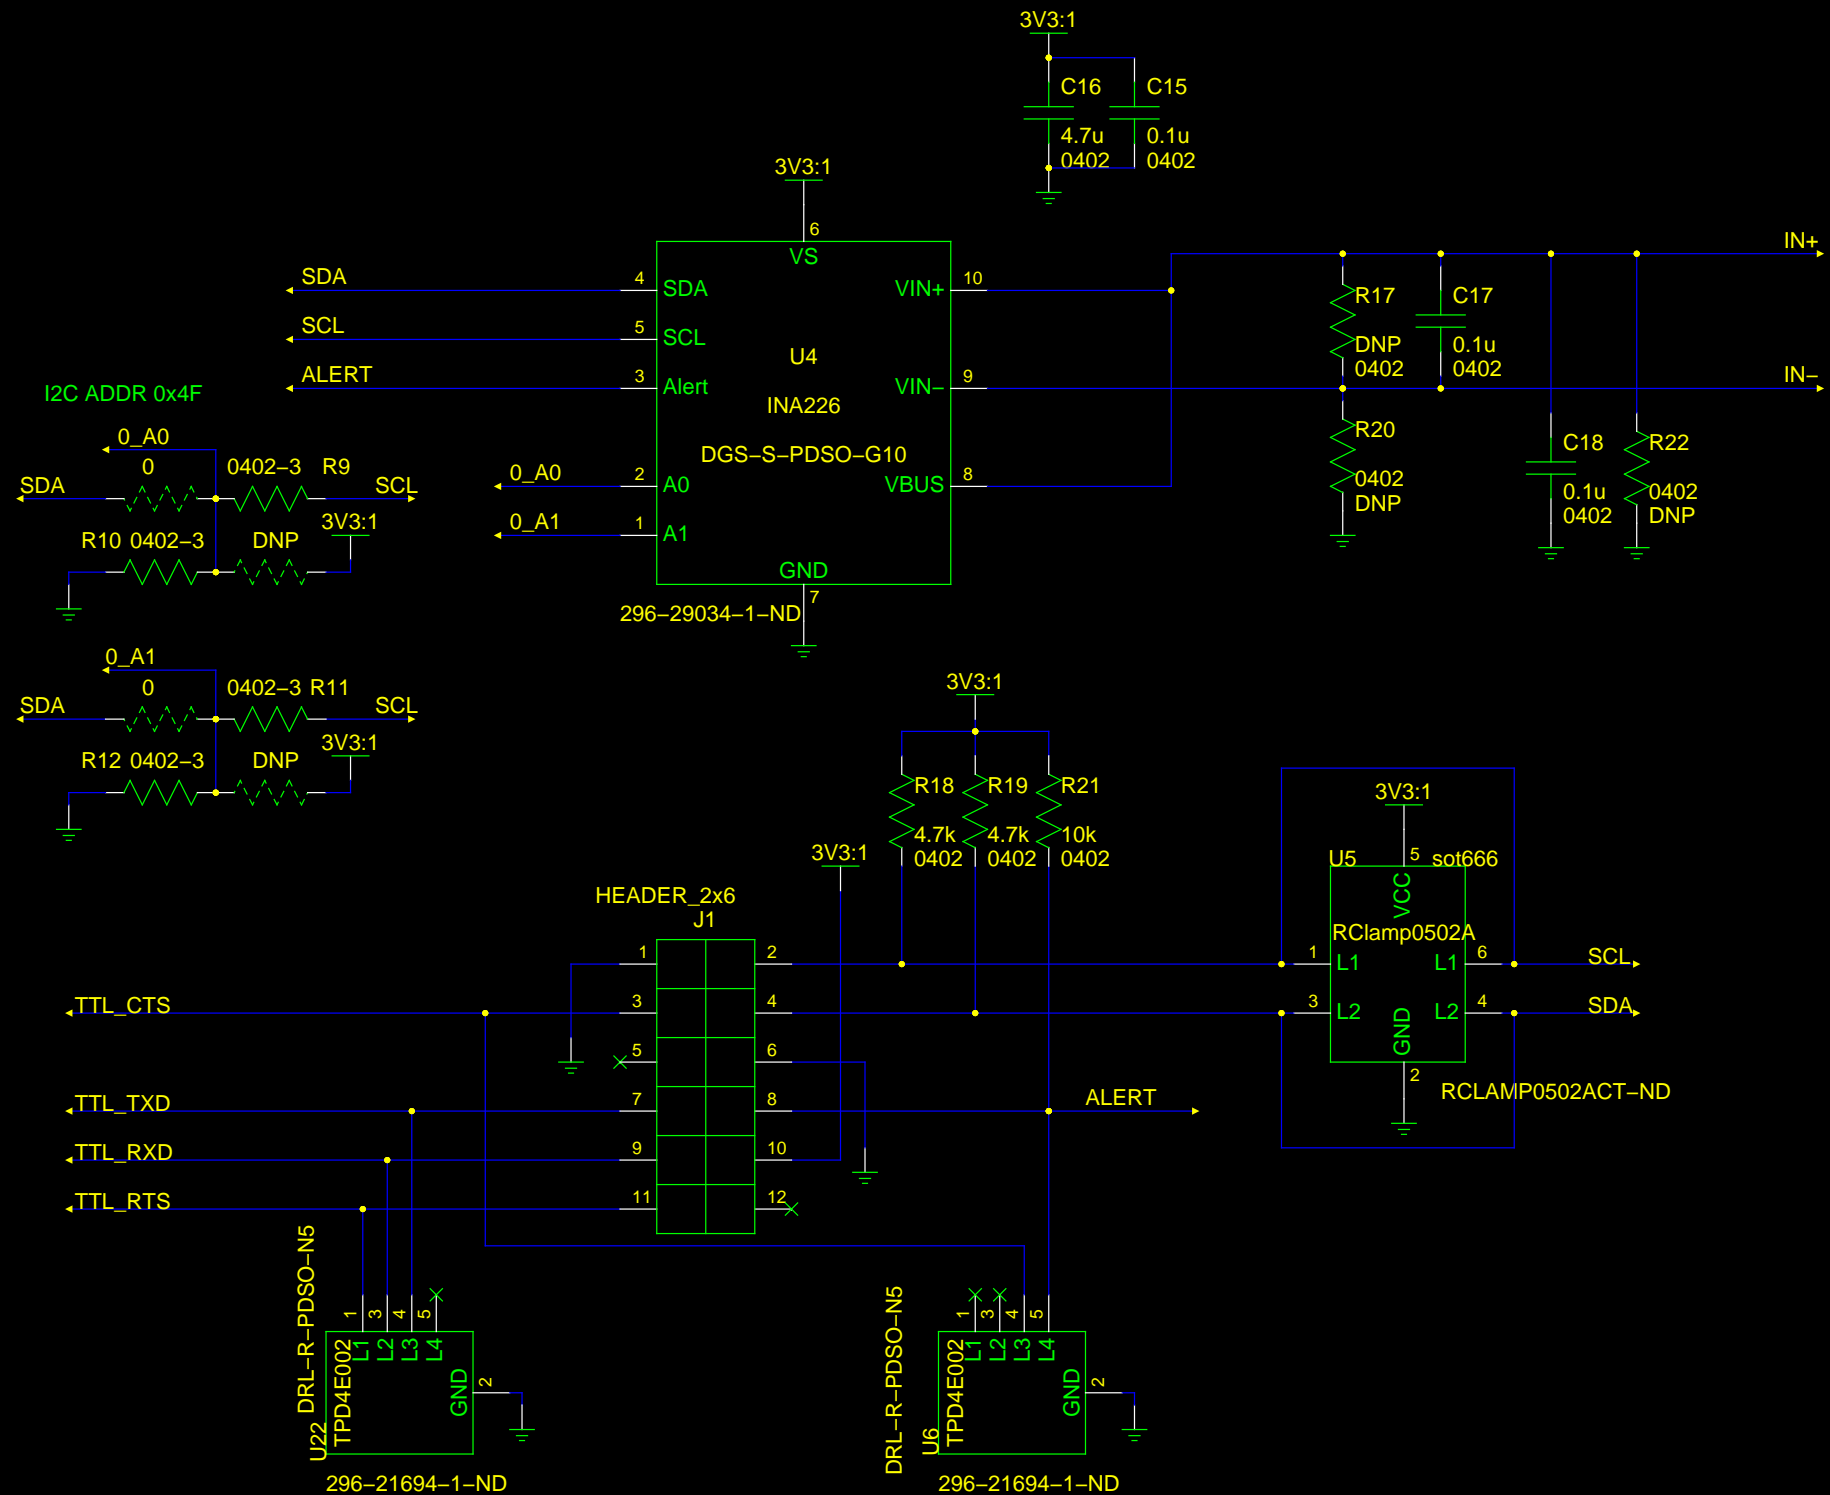 3V3:1
C16
C15
4.7u
0.1u
0402
0402
3V3:1
6
VS
SDA
4
SDA
SCL
5
SCL
ALERT
3
Alert
0_A0
2
A0
0_A1
1
A1
U4
INA226
DGS-S-PDSO-G10
VIN+
10
VIN-
9
VBUS
8
GND
7
296-29034-1-ND
IN+
IN-
R17
DNP
0402
C17
0.1u
0402
R20
0402
DNP
C18
0.1u
0402
R22
0402
DNP
I2C ADDR 0x4F
0_A0
0
0402-3
R9
SDA
SCL
3V3:1
R10 0402-3
DNP
0_A1
0
0402-3 R11
SDA
SCL
3V3:1
R12 0402-3
DNP
3V3:1
R18
R19
R21
4.7k
4.7k
10k
0402
0402
0402
3V3:1
HEADER_2x6
J1
1
2
TTL_CTS
3
4
5
6
TTL_TXD
7
8
ALERT
TTL_RXD
9
10
TTL_RTS
11
12
3V3:1
U5
5
sot666
VCC
RClamp0502A
1
L1
L1
6
SCL
3
L2
L2
4
SDA
GND
2
RCLAMP0502ACT-ND
DRL-R-PDSO-N5
1
3
4
5
L1
L2
L3
L4
TPD4E002
U22
GND
2
296-21694-1-ND
DRL-R-PDSO-N5
1
3
4
5
L1
L2
L3
L4
TPD4E002
U6
GND
2
296-21694-1-ND